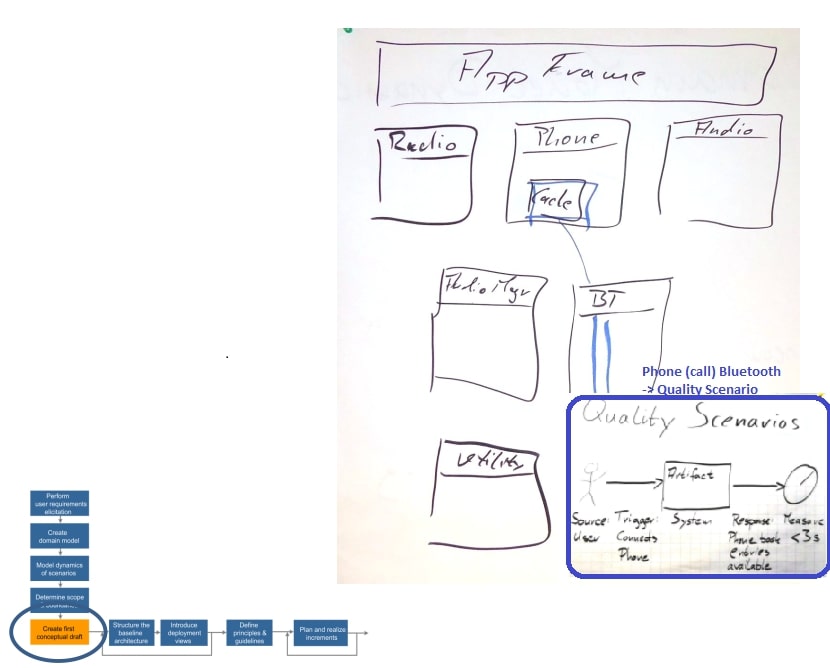 App Frame
Radio
Phone
Audio
Cache
Audio Mgr
BT
Utility
Phone (call) Bluetooth
-> Quality Scenario
Quality Scenarios
Artifact
Source:
User
Trigger:
Connects
Phone
System
Response:
Phone book
entries
available
Measure
<3s
Perform
user requirements
elicitation
Create
domain model
Model dynamics
of scenarios
Determine scope
Create first
conceptual draft
Structure the
baseline
architecture
Introduce
deployment
views
Define
principles &
guidelines
Plan and realize
increments